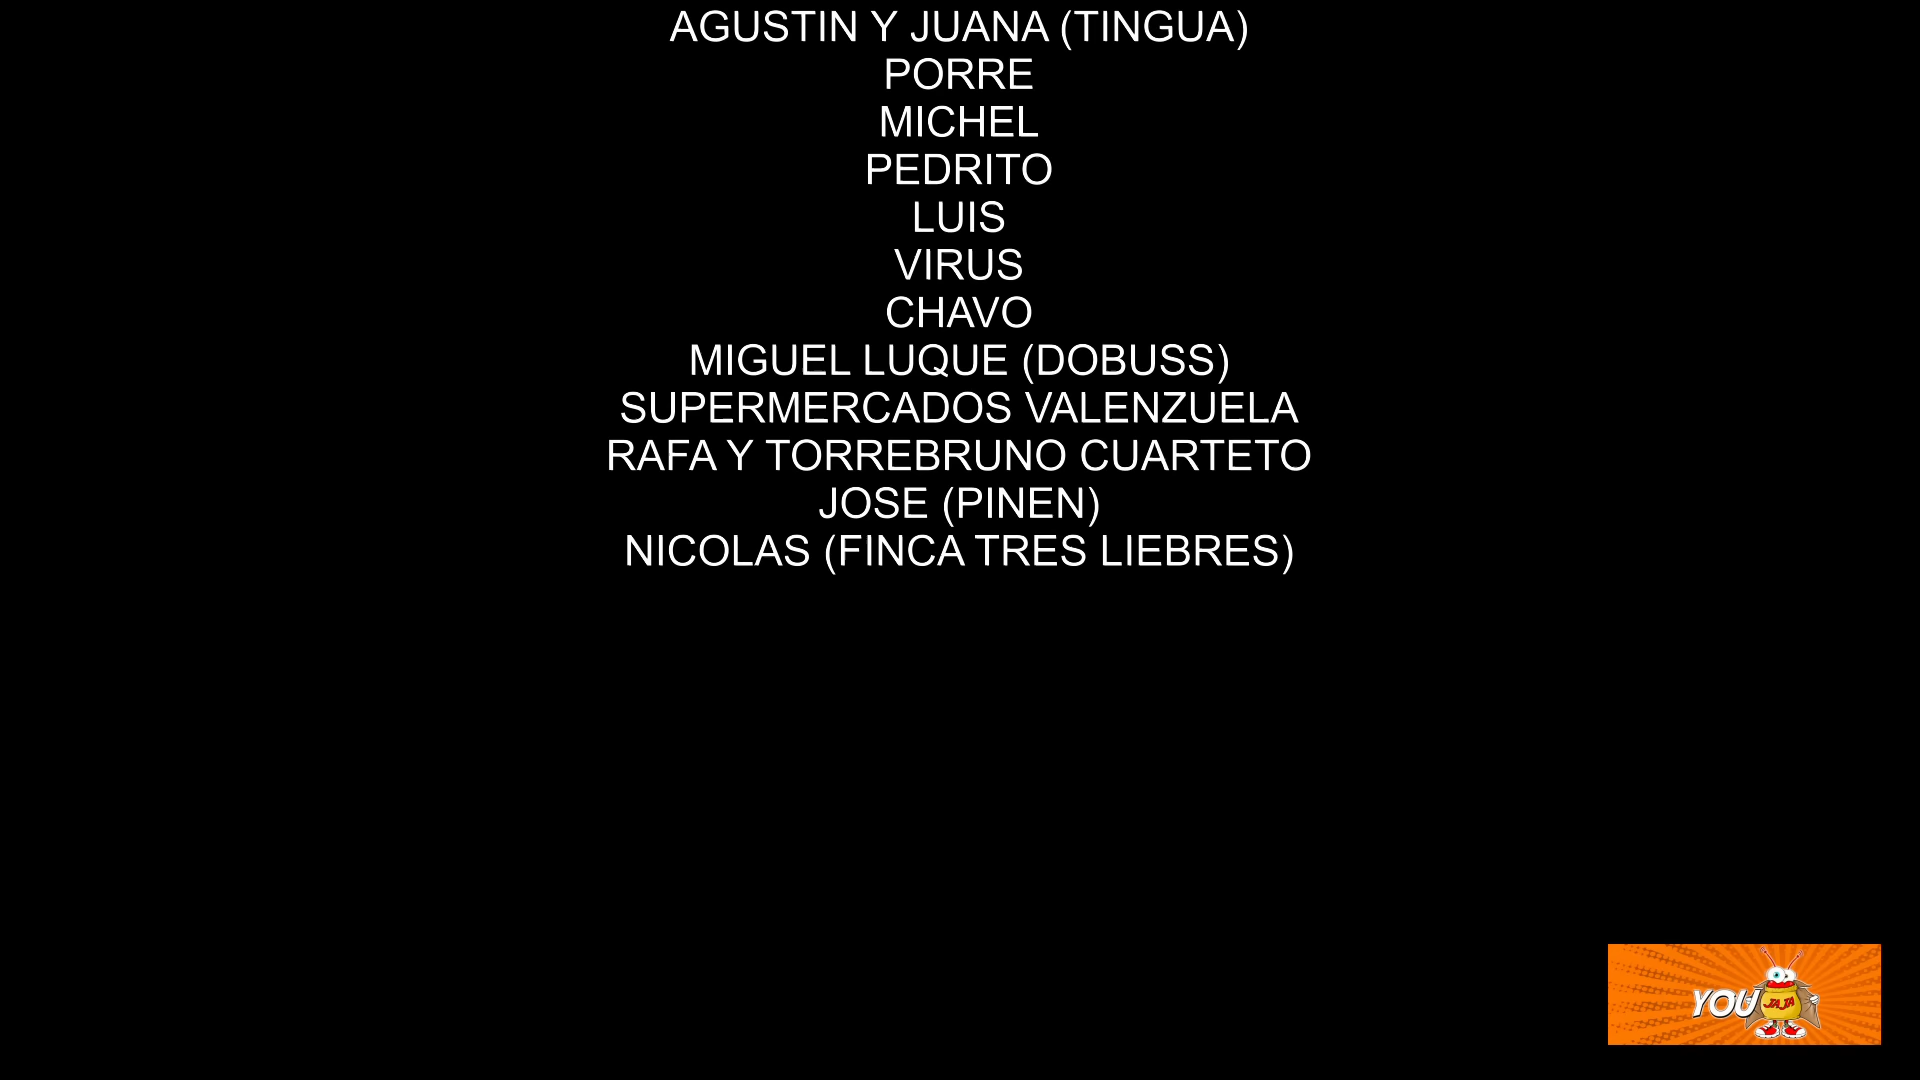 AGUSTIN Y JUANA (TINGUA)
PORRE
MICHEL
PEDRITO
LUIS
VIRUS
CHAVO
MIGUEL LUQUE (DOBUSS)
SUPERMERCADOS VALENZUELA
RAFA Y TORREBRUNO CUARTETO
JOSE (PINEN)
NICOLAS (FINCA TRES LIEBRES)
YOU
JAJA